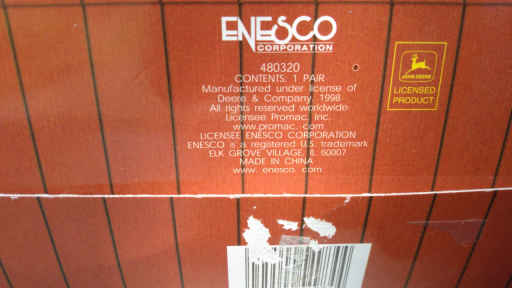 ENESCO
CORPORATION
480320
CONTENTS: 1 PAIR
Manufactured under license of
Deere & Company 1998
All rights reserved worldwide
Licensee Promac, Inc.
www.promac.com
LICENSEE ENESCO CORPORATION
ENESCO is a registered U.S. trademark
ELK GROVE VILLAGE, IL 60007
MADE IN CHINA
www.enesco.com
JOHN DEERE
LICENSED
PRODUCT